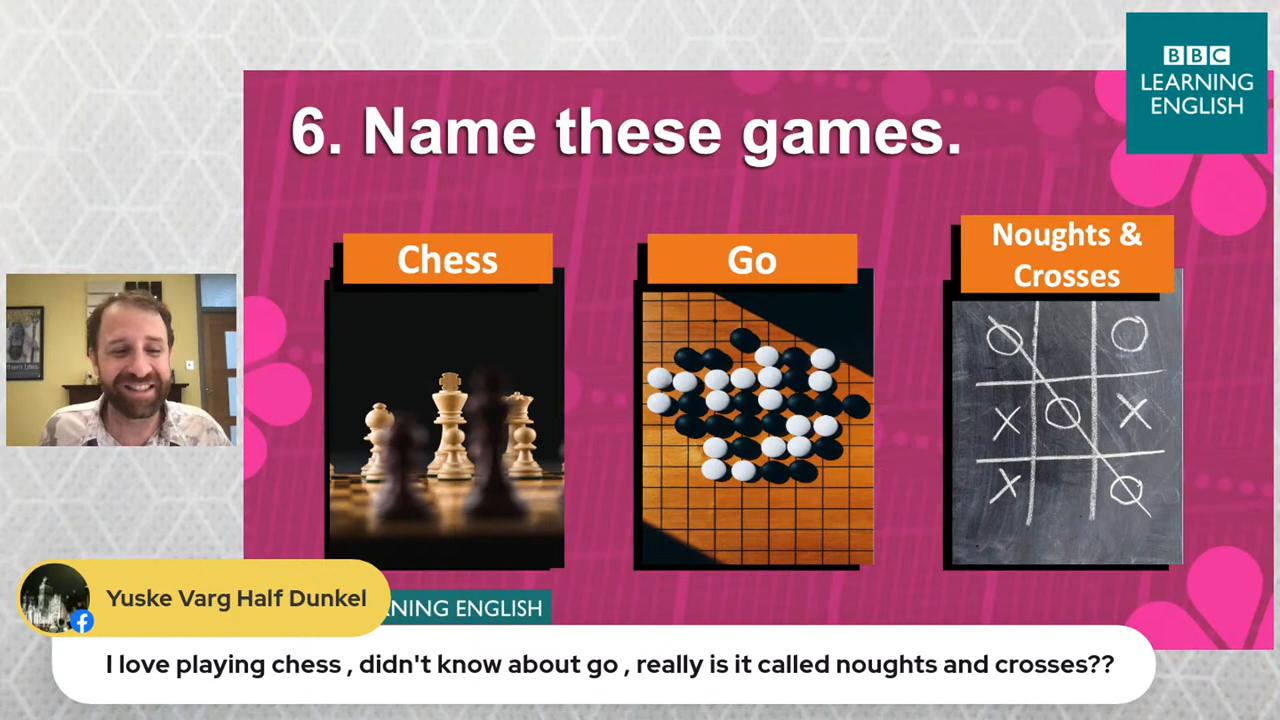 BBC
LEARNING
ENGLISH
6. Name these games.
Chess
Go
Noughts &
Crosses
Yuske Varg Half Dunkel
NING ENGLISH
I love playing chess , didn't know about go , really is it called noughts and crosses??